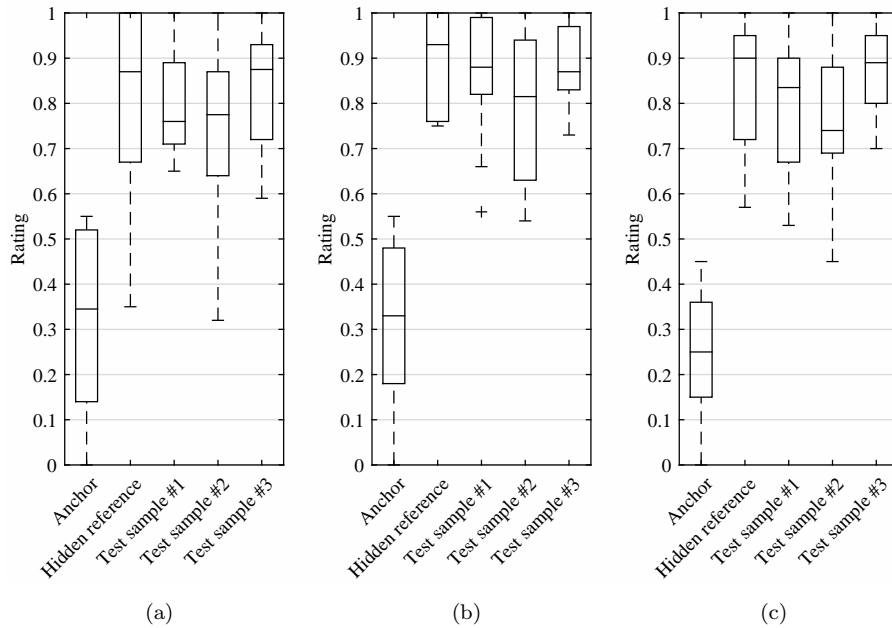 1
0.9
0.8
0.7
0.6
0.5
0.4
0.3
0.2
0.1
0
Rating
Anchor
Hidden reference
Test sample #1
Test sample #2
Test sample #3
(a)
1
0.9
0.8
0.7
0.6
0.5
0.4
0.3
0.2
0.1
0
Rating
Anchor
Hidden reference
Test sample #1
Test sample #2
Test sample #3
(b)
1
0.9
0.8
0.7
0.6
0.5
0.4
0.3
0.2
0.1
0
Rating
Anchor
Hidden reference
Test sample #1
Test sample #2
Test sample #3
(c)